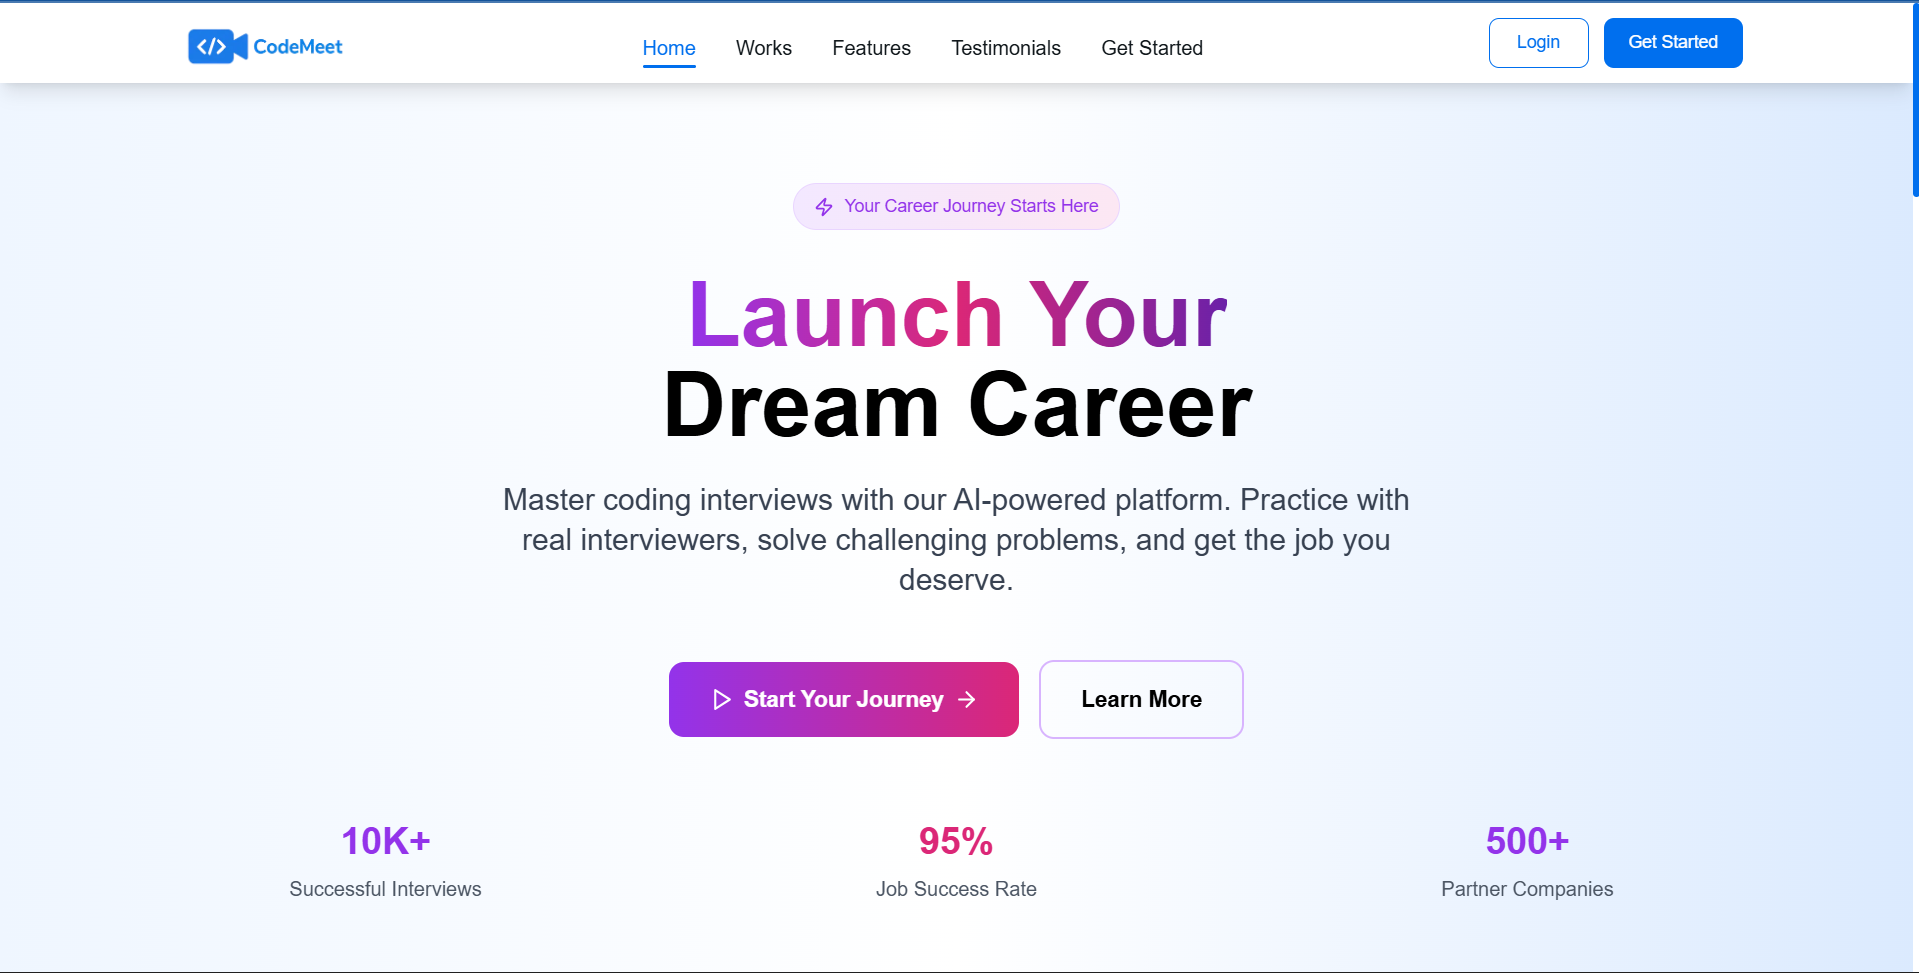 </> CodeMeet
Home Works Features Testimonials Get Started
Login Get Started
Your Career Journey Starts Here
Launch Your
Dream Career
Master coding interviews with our AI-powered platform. Practice with
real interviewers, solve challenging problems, and get the job you
deserve.
Start Your Journey
Learn More
10K+ 95% 500+
Successful Interviews Job Success Rate Partner Companies